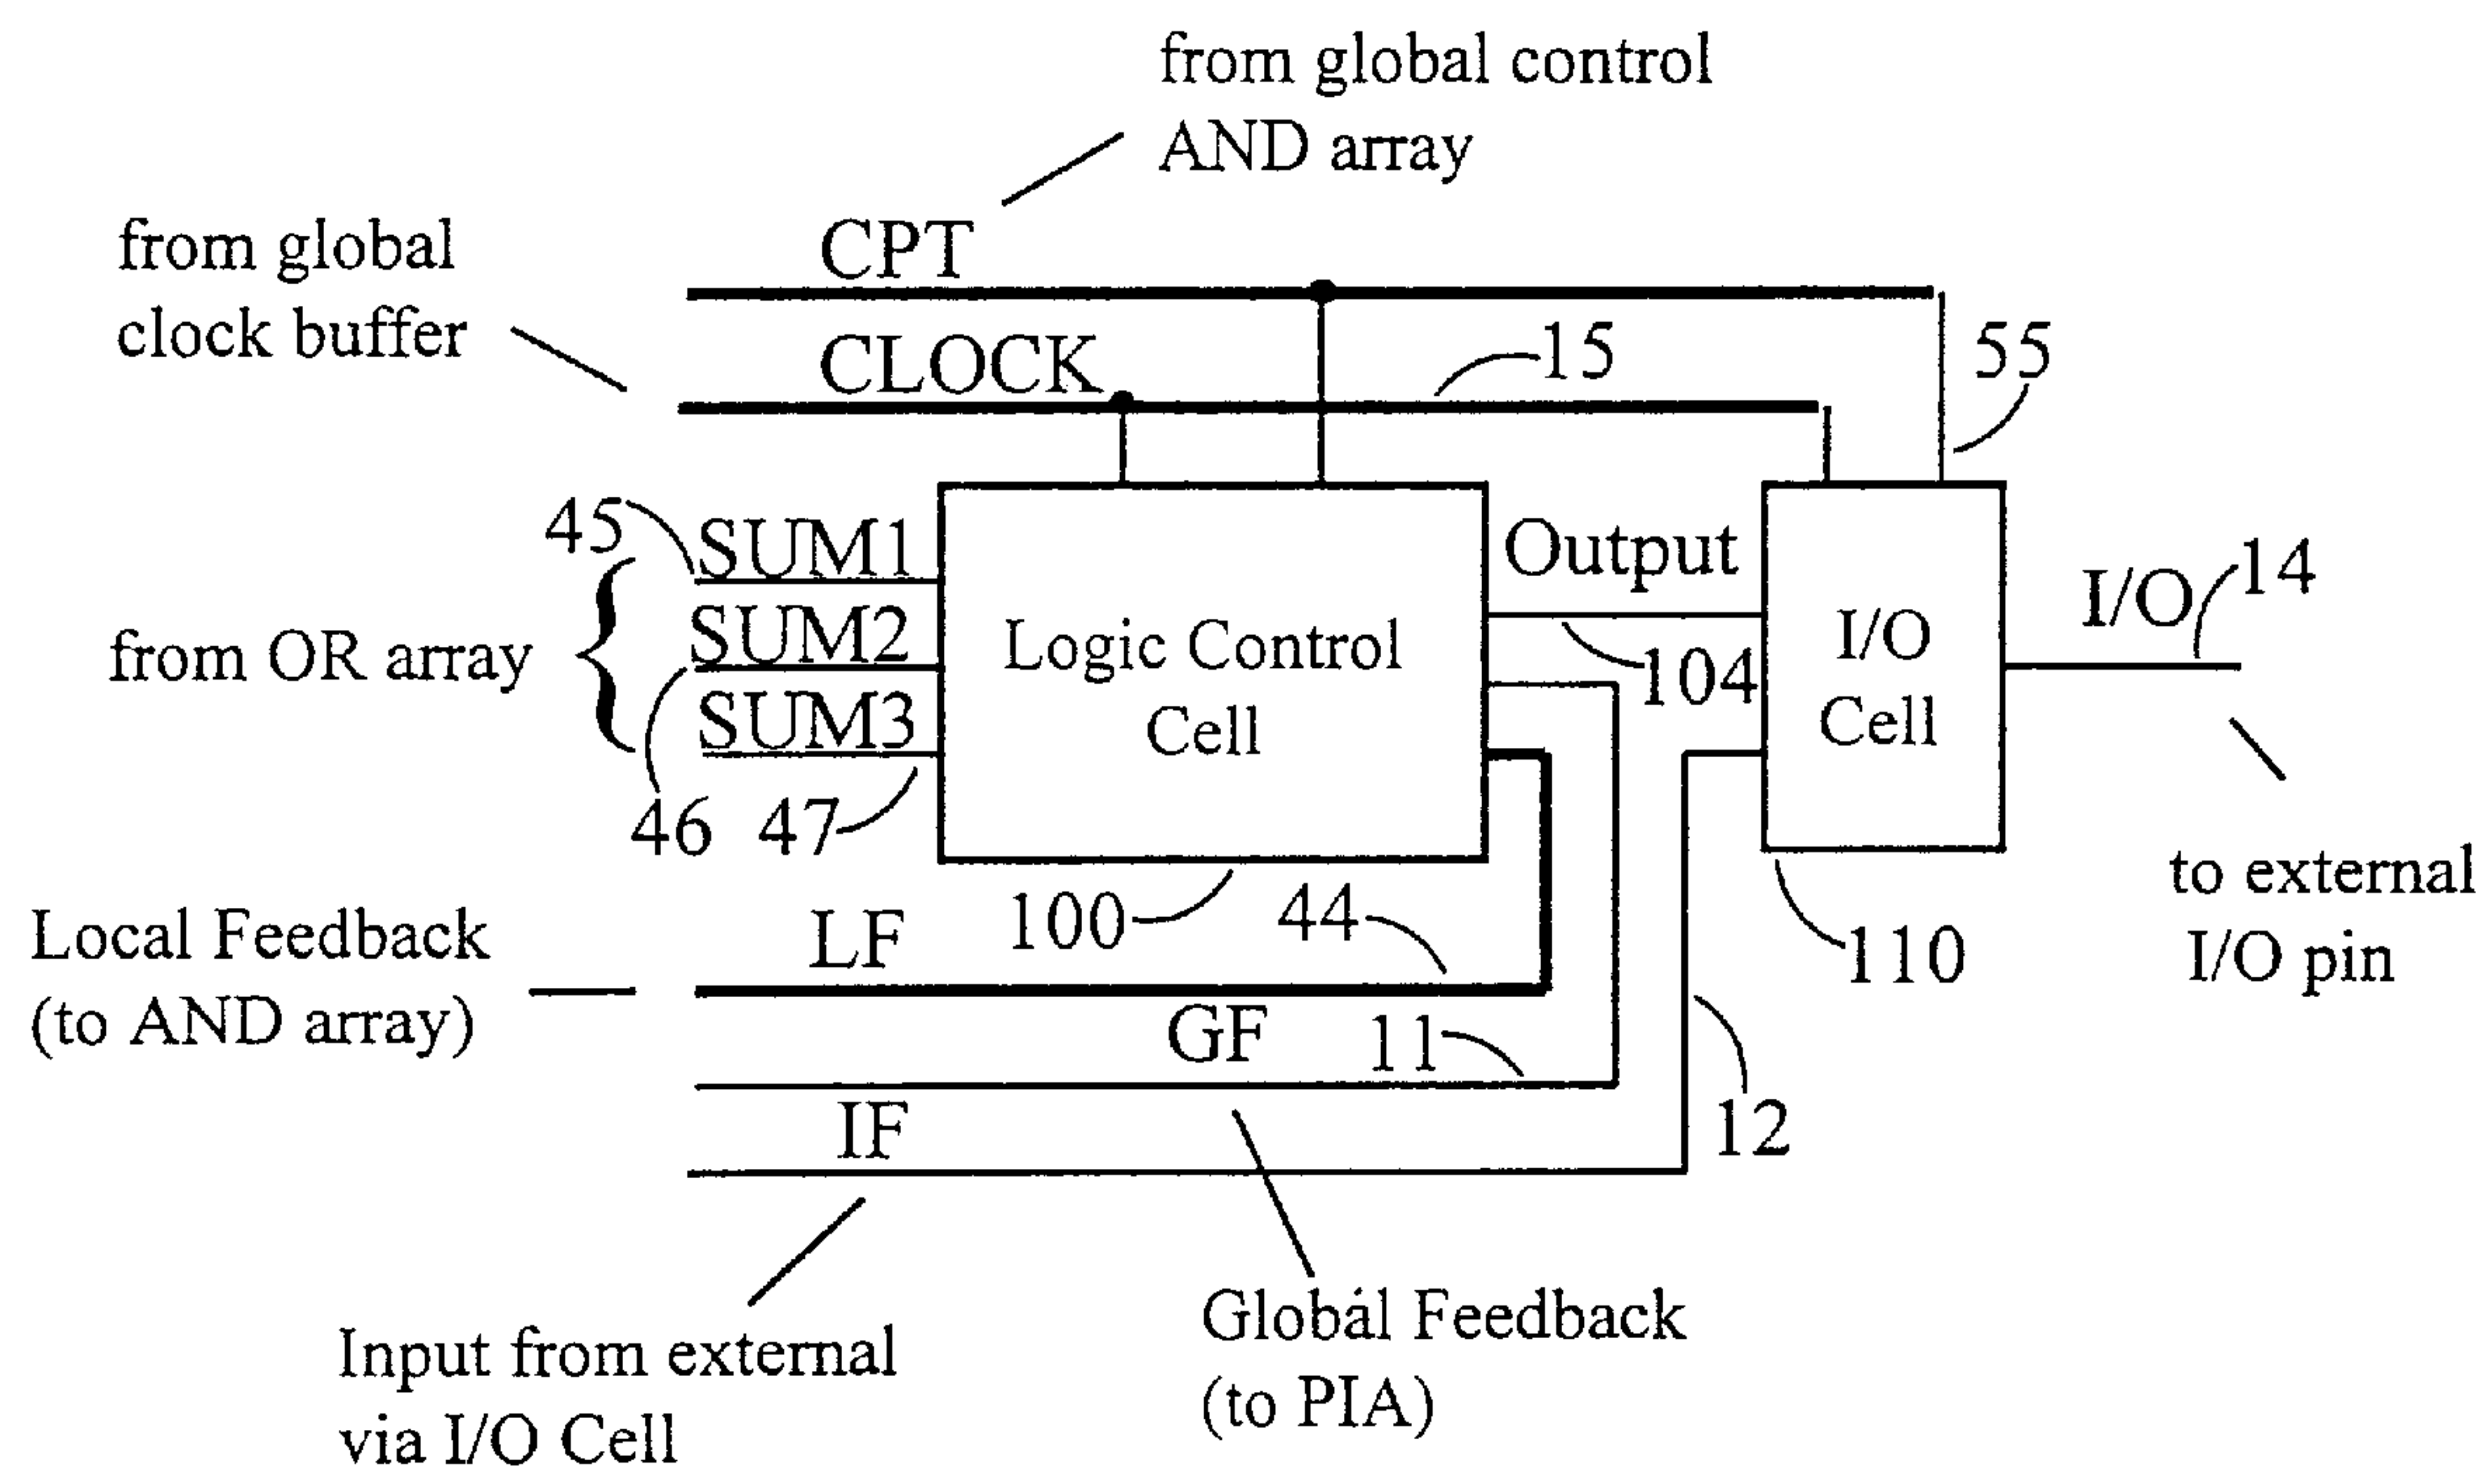 from global control
AND array
from global
clock buffer
CPT
CLOCK
15
55
45
SUM1
SUM2
SUM3
from OR array
46
47
Logic Control
Cell
Output
104
I/O
Cell
I/O
14
to external
I/O pin
100
44
110
Local Feedback
(to AND array)
LF
GF
11
IF
12
Input from external
via I/O Cell
Global Feedback
(to PIA)